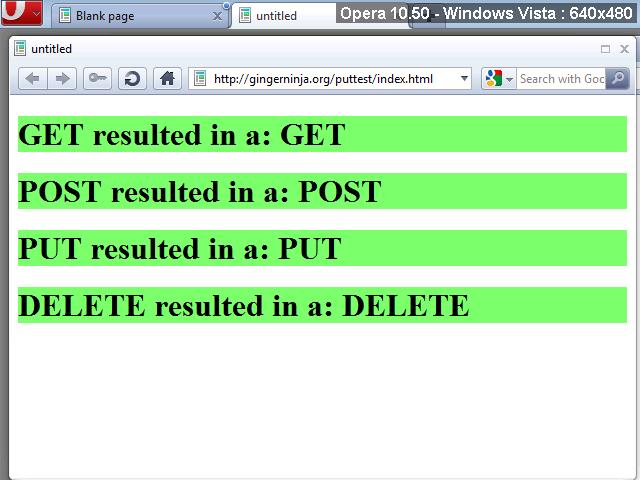 Blank page
untitled
Opera 10.50 - Windows Vista : 640x480
untitled
http://gingerninja.org/puttest/index.html
Search with Goo
GET resulted in a: GET
POST resulted in a: POST
PUT resulted in a: PUT
DELETE resulted in a: DELETE